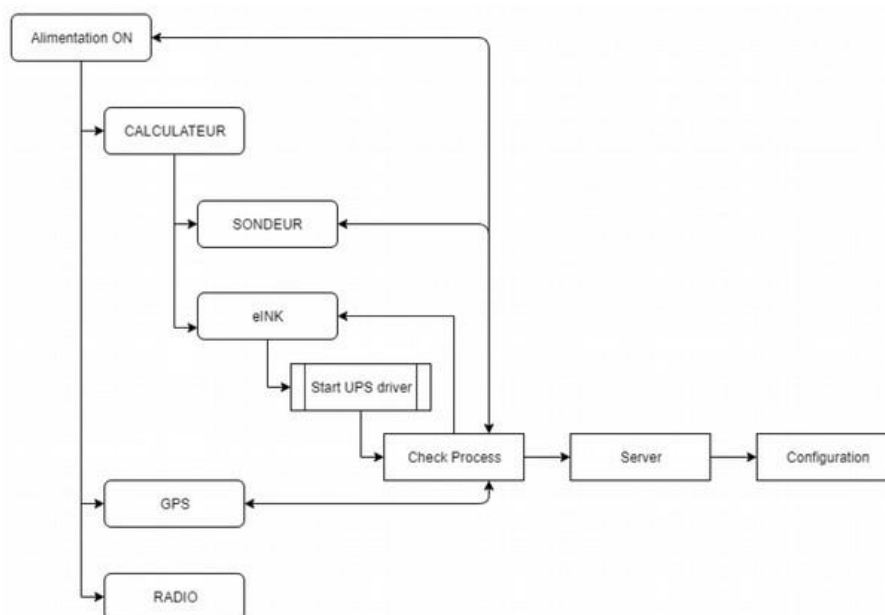 Alimentation ON
CALCULATEUR
SONDEUR
eINK
Start UPS driver
Check Process
Server
Configuration
GPS
RADIO